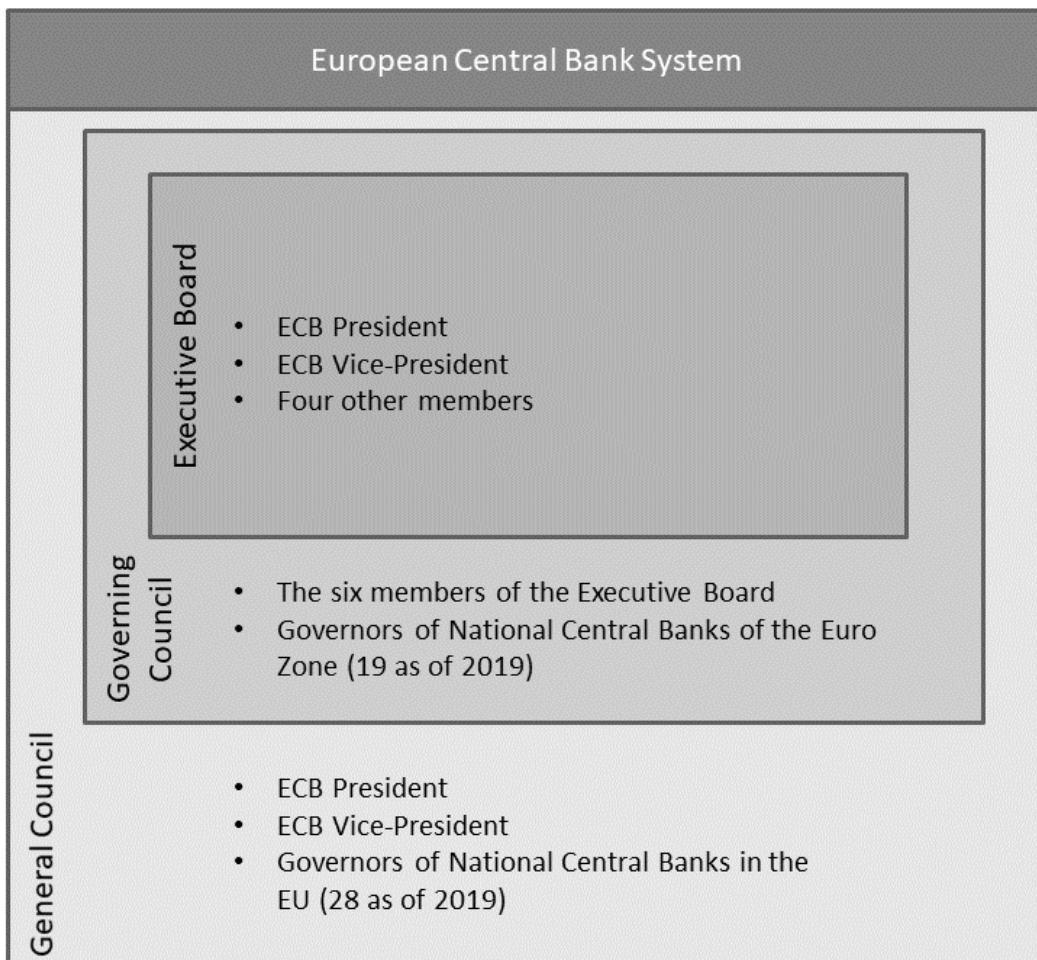 European Central Bank System
Executive Board
• ECB President
• ECB Vice-President
• Four other members
Governing
Council
• The six members of the Executive Board
• Governors of National Central Banks of the Euro
Zone (19 as of 2019)
General Council
• ECB President
• ECB Vice-President
• Governors of National Central Banks in the
EU (28 as of 2019)